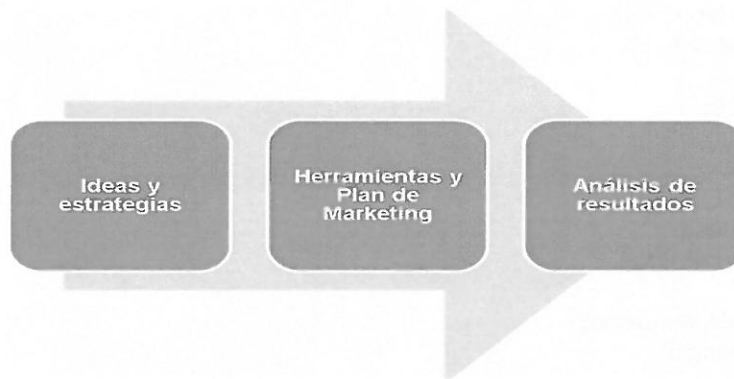 Ideas y
estrategias
Herramientas y
Plan de
Marketing
Análisis de
resultados